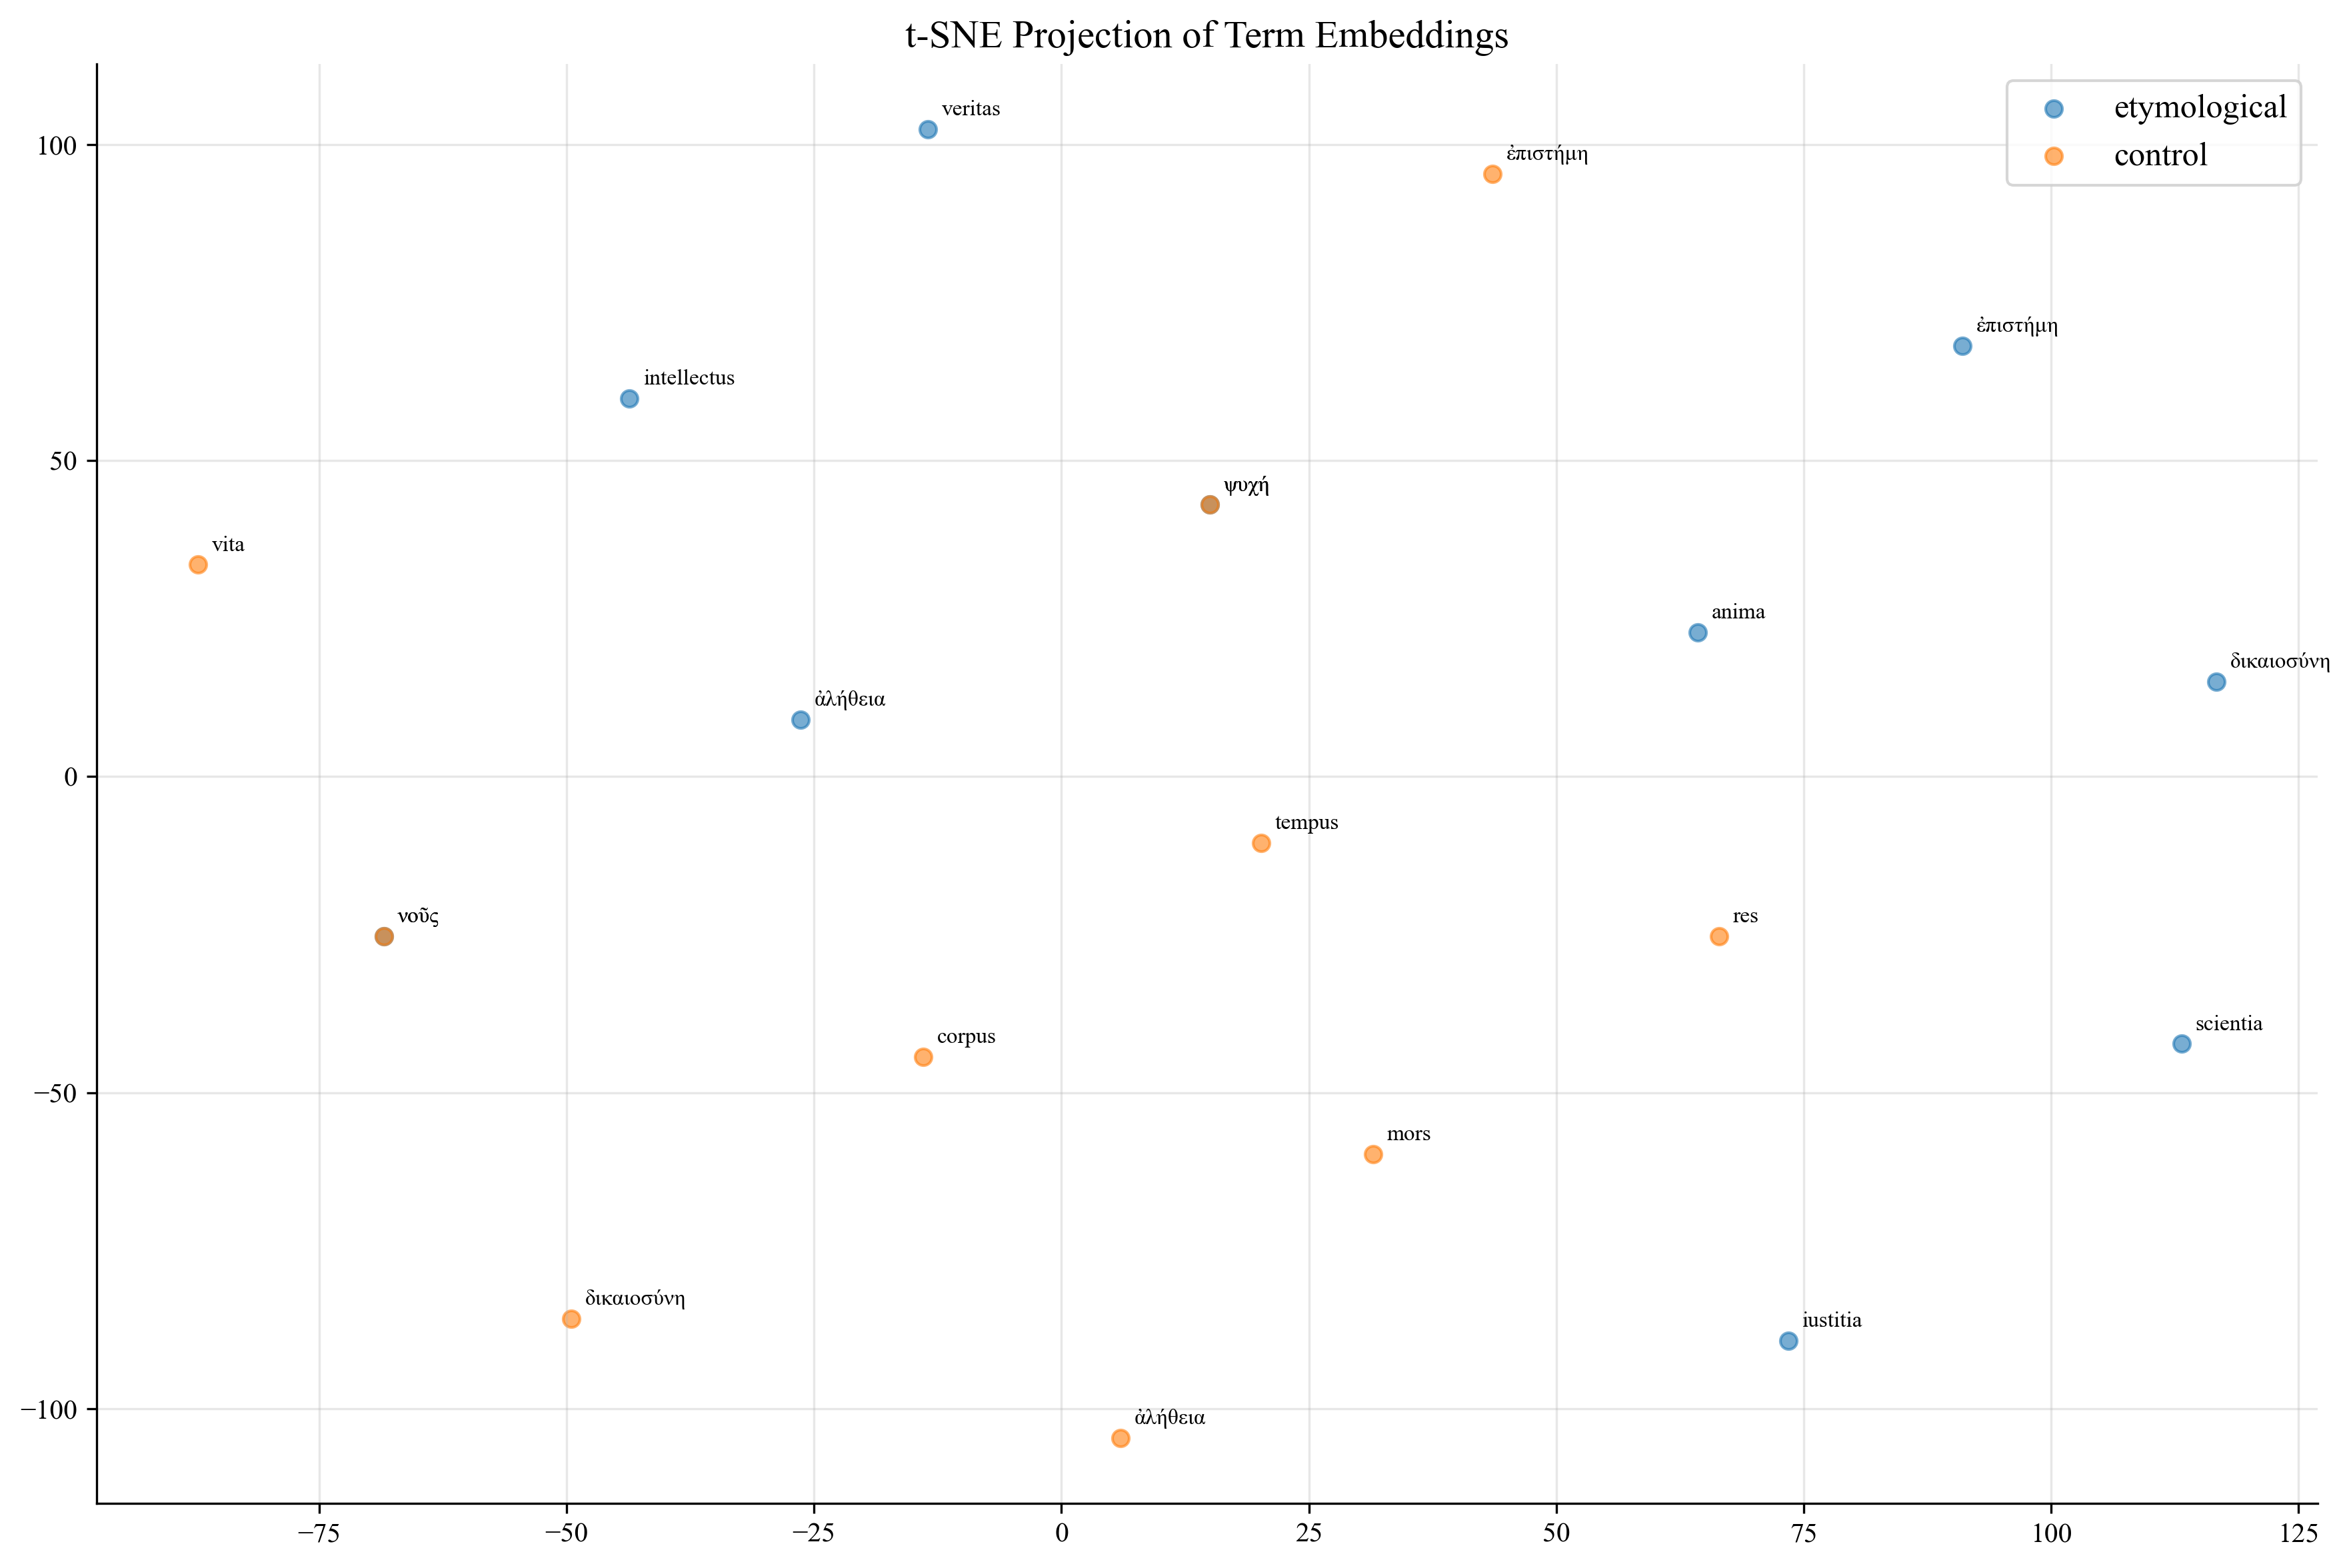 t-SNE Projection of Term Embeddings
etymological
control
veritas
ἐπιστήμη
ἐπιστήμη
intellectus
ψυχή
vita
anima
δικαιοσύνη
ἀλήθεια
tempus
νοῦς
res
corpus
scientia
mors
δικαιοσύνη
iustitia
ἀλήθεια
100
50
0
−50
−100
−75
−50
−25
0
25
50
75
100
125